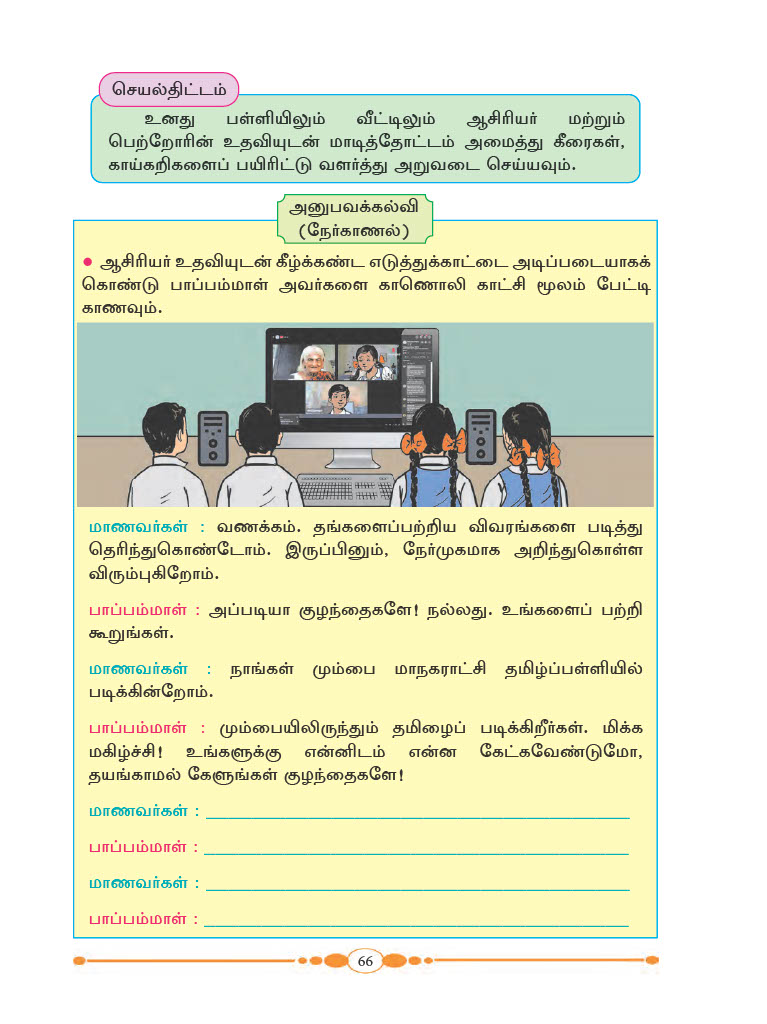 செயல்திட்டம்
உனது பள்ளியிலும் வீட்டிலும் ஆசிரியர் மற்றும்
பெற்றோரின் உதவியுடன் மாடித்தோட்டம் அமைத்து கீரைகள்,
காய்கறிகளைப் பயிரிட்டு வளர்த்து அறுவடை செய்யவும்.
அனுபவக்கல்வி
(நேர்காணல்)
● ஆசிரியர் உதவியுடன் கீழ்க்கண்ட எடுத்துக்காட்டை அடிப்படையாகக்
கொண்டு பாப்பம்மாள் அவர்களை காணொலி காட்சி மூலம் பேட்டி
காணவும்.
மாணவர்கள் : வணக்கம். தங்களைப்பற்றிய விவரங்களை படித்து
தெரிந்துகொண்டோம். இருப்பினும், நேர்முகமாக அறிந்துகொள்ள
விரும்புகிறோம்.
பாப்பம்மாள் : அப்படியா குழந்தைகளே! நல்லது. உங்களைப் பற்றி
கூறுங்கள்.
மாணவர்கள் : நாங்கள் மும்பை மாநகராட்சி தமிழ்ப்பள்ளியில்
படிக்கின்றோம்.
பாப்பம்மாள் : மும்பையிலிருந்தும் தமிழைப் படிக்கிறீர்கள். மிக்க
மகிழ்ச்சி! உங்களுக்கு என்னிடம் என்ன கேட்கவேண்டுமோ,
தயங்காமல் கேளுங்கள் குழந்தைகளே!
மாணவர்கள் : ____________________
பாப்பம்மாள் : ____________________
மாணவர்கள் : ____________________
பாப்பம்மாள் : ____________________
66